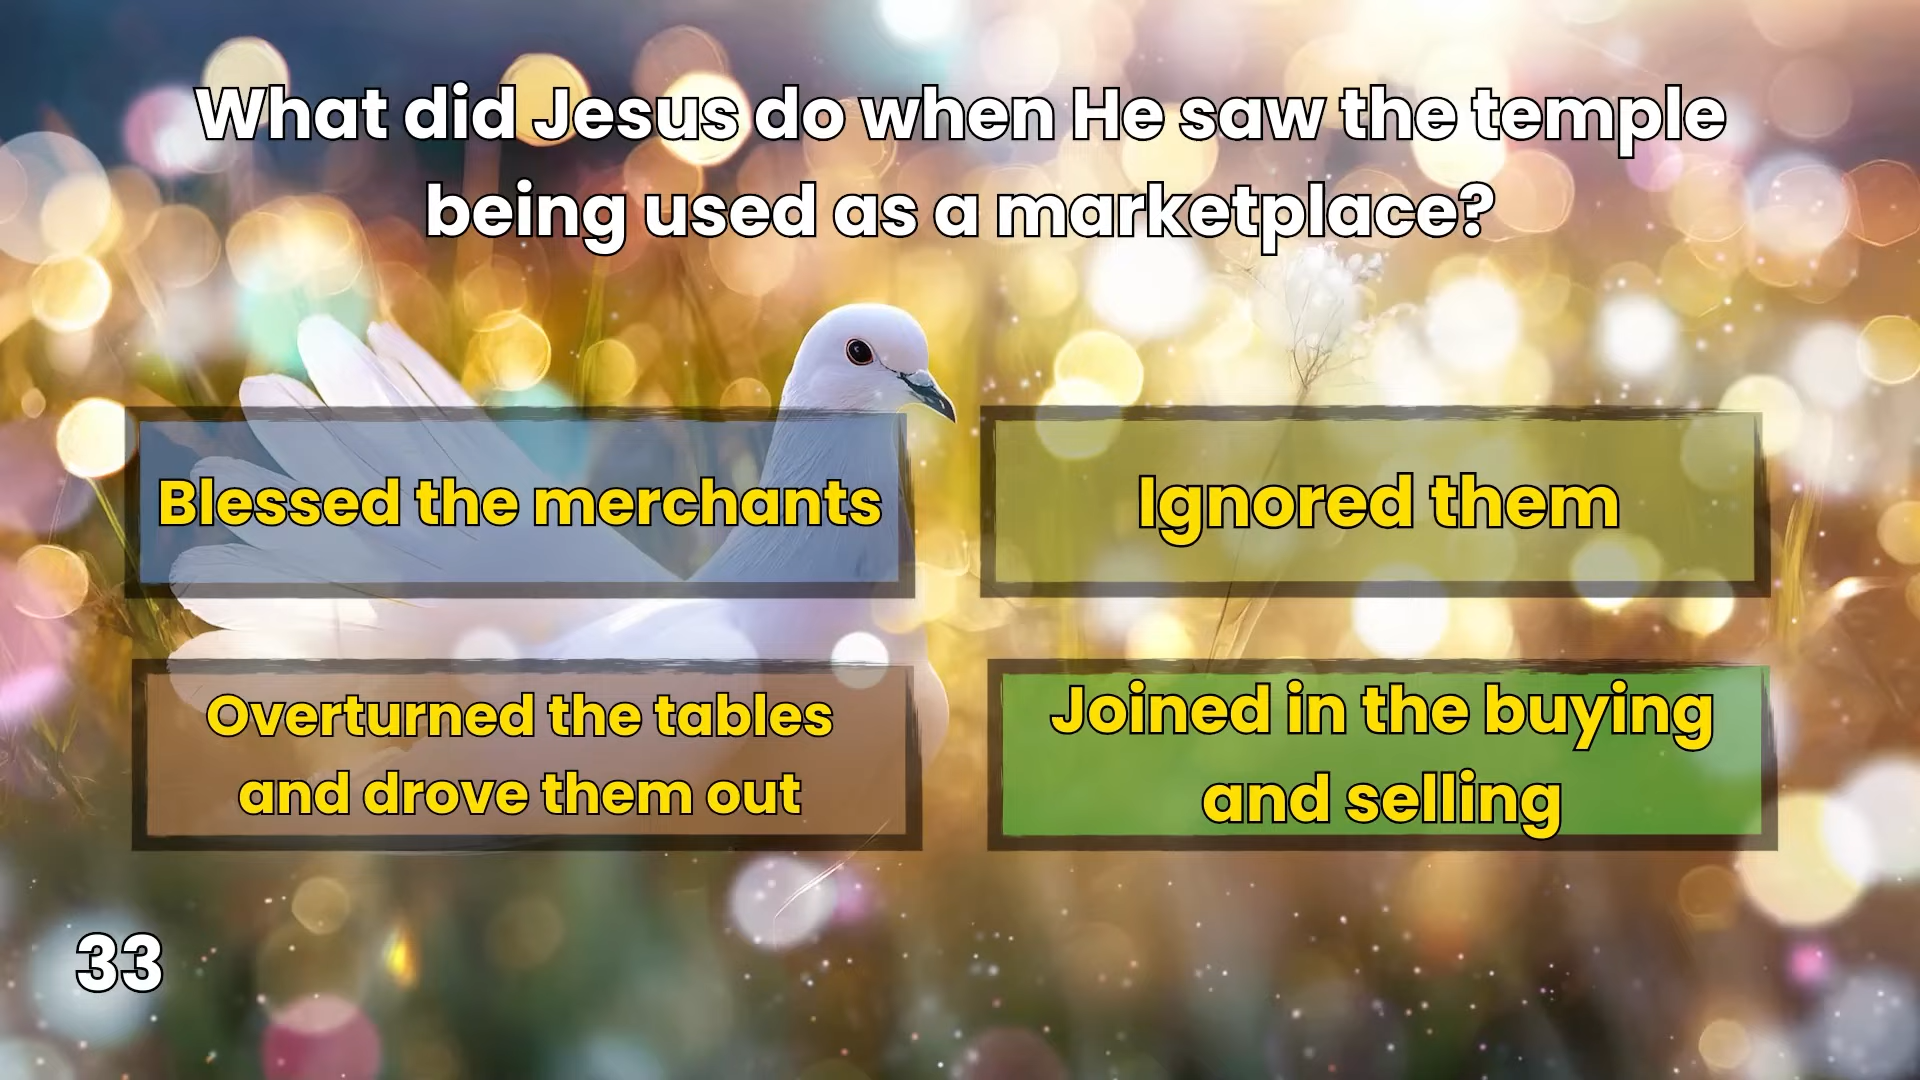 What did Jesus do when He saw the temple
being used as a marketplace?
Blessed the merchants
Ignored them
Overturned the tables
and drove them out
Joined in the buying
and selling
33